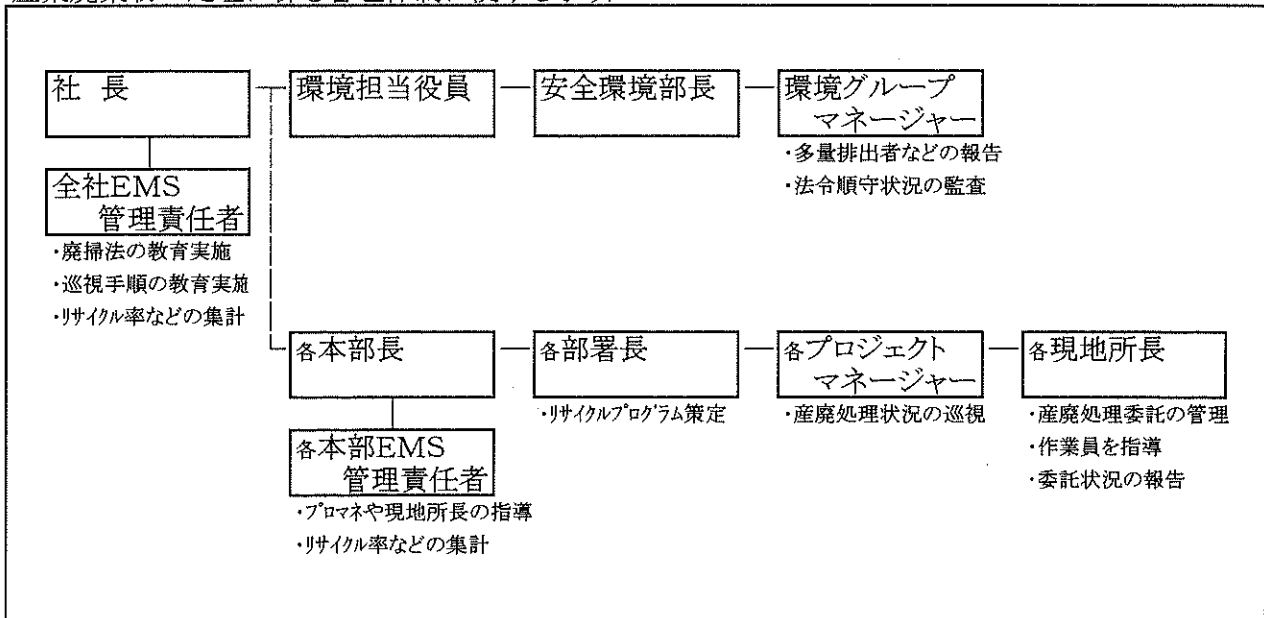 社 長
環境担当役員
安全環境部長
環境グループ
マネージャー
・多量排出者などの報告
・法令順守状況の監査
全社EMS
管理責任者
・廃掃法の教育実施
・巡視手順の教育実施
・リサイクル率などの集計
各本部長
各部署長
・リサイクルプログラム策定
各プロジェクト
マネージャー
・産廃処理状況の巡視
各現地所長
・産廃処理委託の管理
・作業員を指導
・委託状況の報告
各本部EMS
管理責任者
・プロマネや現地所長の指導
・リサイクル率などの集計